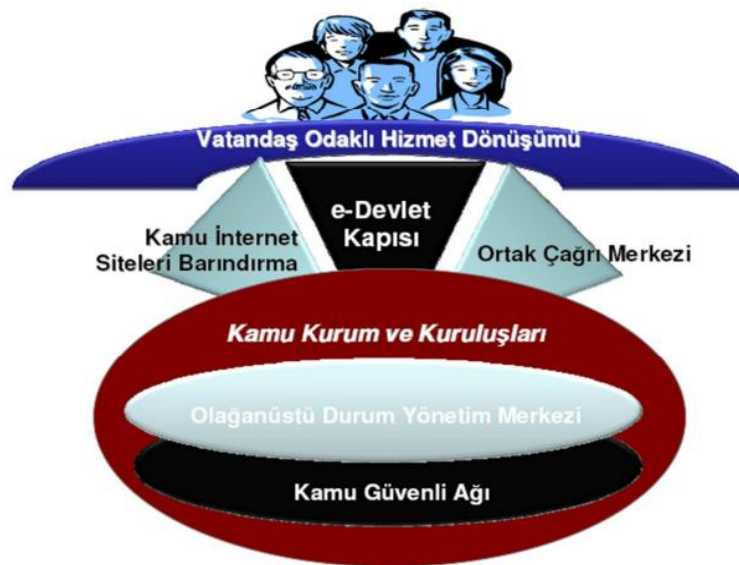 Vatandaş Odaklı Hizmet Dönüşümü
e-Devlet
Kapısı
Kamu İnternet
Siteleri Barındırma
Ortak Çağrı Merkezi
Kamu Kurum ve Kuruluşları
Olağanüstü Durum Yönetim Merkezi
Kamu Güvenli Ağı